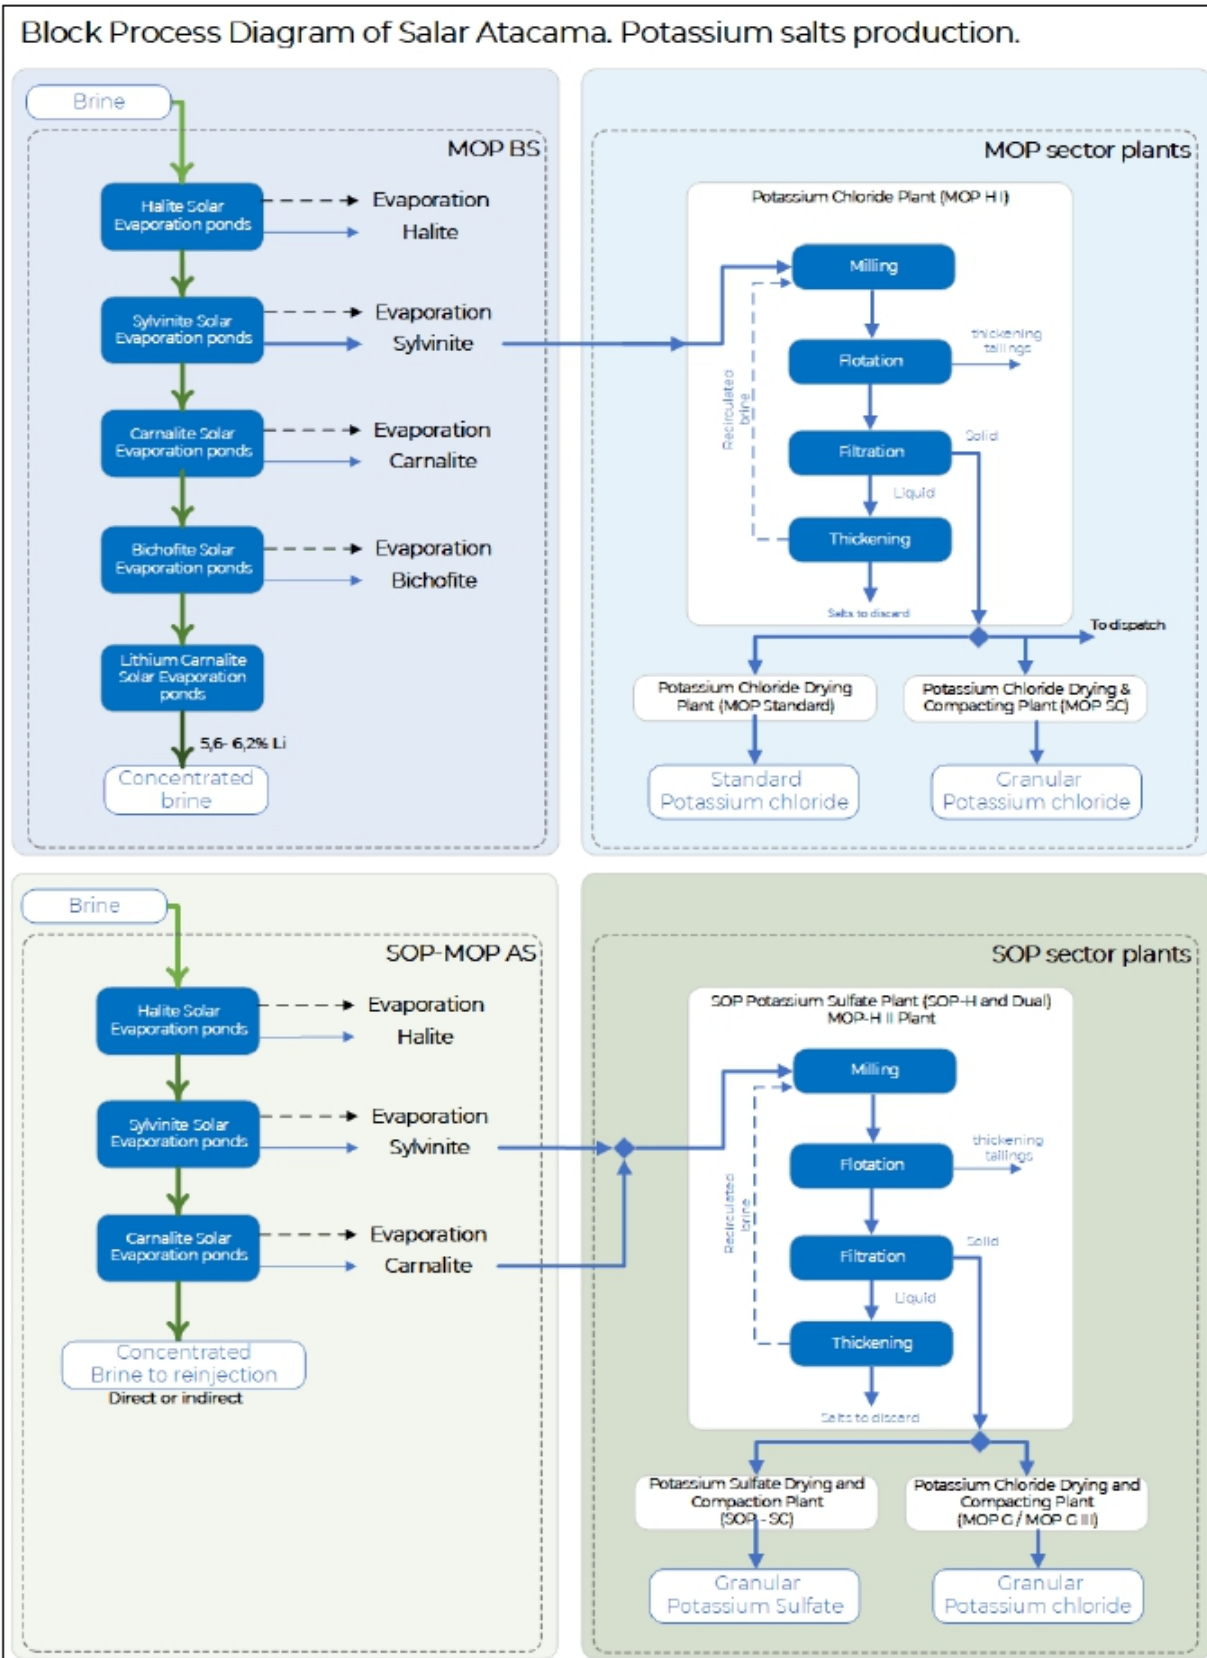 Block Process Diagram of Salar Atacama. Potassium salts production.
Brine
MOP BS
Halite Solar
Evaporation ponds
Evaporation
Halite
Sylvinite Solar
Evaporation ponds
Evaporation
Sylvinite
Carnalite Solar
Evaporation ponds
Evaporation
Carnalite
Bichofite Solar
Evaporation ponds
Evaporation
Bichofite
Lithium Carnalite
Solar Evaporation
ponds
5,6- 6,2% Li
Concentrated
brine
MOP sector plants
Potassium Chloride Plant (MOP H I)
Milling
Flotation
thickening
tailings
Recirculated
brine
Filtration
Solid
Liquid
Thickening
Salts to discard
To dispatch
Potassium Chloride Drying
Plant (MOP Standard)
Potassium Chloride Drying &
Compacting Plant (MOP SC)
Standard
Potassium chloride
Granular
Potassium chloride
Brine
SOP-MOP AS
Halite Solar
Evaporation ponds
Evaporation
Halite
Sylvinite Solar
Evaporation ponds
Evaporation
Sylvinite
Carnalite Solar
Evaporation ponds
Evaporation
Carnalite
Concentrated
Brine to reinjection
Direct or indirect
SOP sector plants
SOP Potassium Sulfate Plant (SOP-H and Dual)
MOP-H II Plant
Milling
Flotation
thickening
tailings
Recirculated
brine
Filtration
Solid
Liquid
Thickening
Salts to discard
Potassium Sulfate Drying and
Compaction Plant
(SOP - SC)
Potassium Chloride Drying and
Compacting Plant
(MOP G / MOP G III)
Granular
Potassium Sulfate
Granular
Potassium chloride